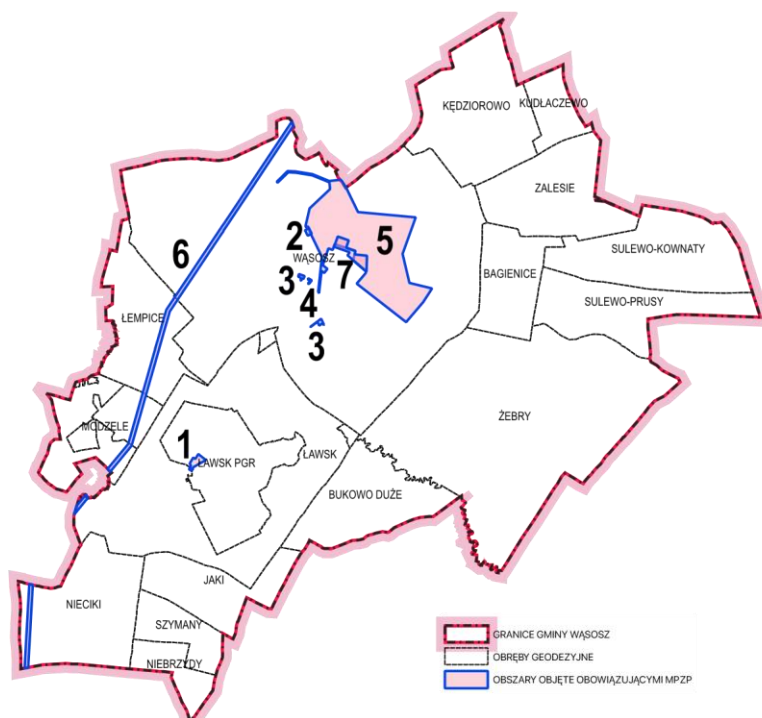 KĘDZIOROWO
KUDŁACZEWO
ZALESIE
SULEWO-KOWNATY
BAGIENICE
SULEWO-PRUSY
6
2
5
WĄSOSZ
3
7
4
3
ŁEMPICE
MODZELE
ŻEBRY
1
ŁAWSK PGR
ŁAWSK
BUKOWO DUŻE
JAKI
NIECIKI
SZYMANY
NIEBRZYDY
GRANICE GMINY WĄSOSZ
OBRĘBY GEODEZYJNE
OBSZARY OBJĘTE OBOWIĄZUJĄCYMI MPZP